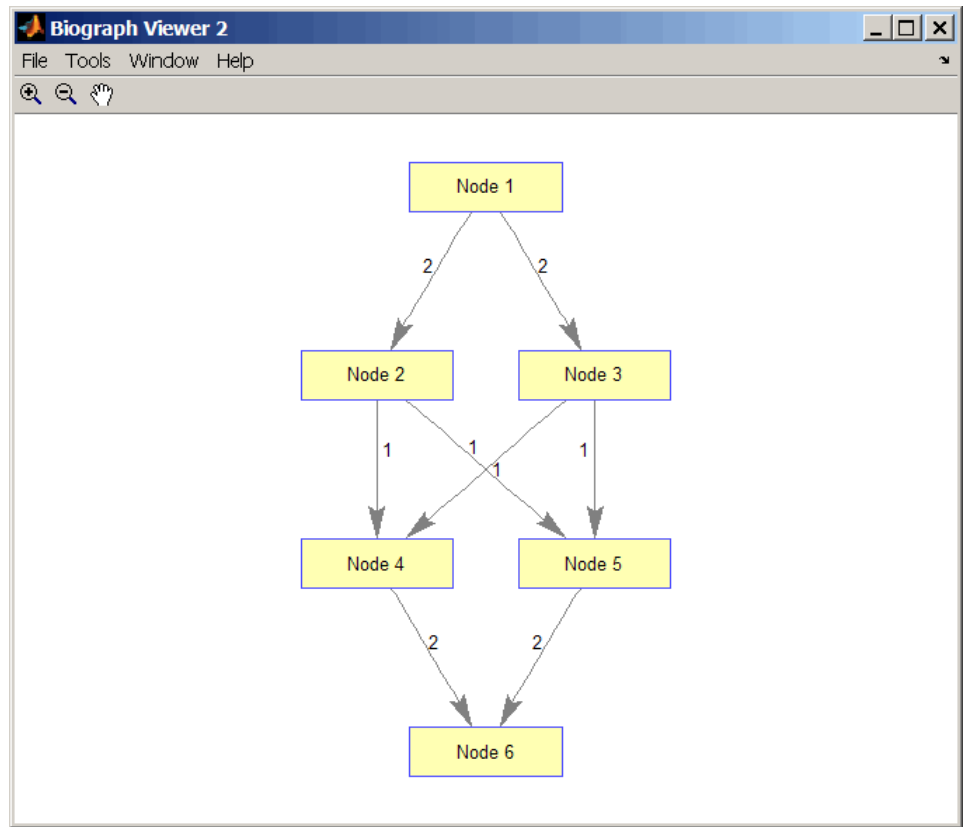 Biograph Viewer 2
File Tools Window Help
Node 1
2 2
Node 2 Node 3
1 1 1 1
Node 4 Node 5
2 2
Node 6